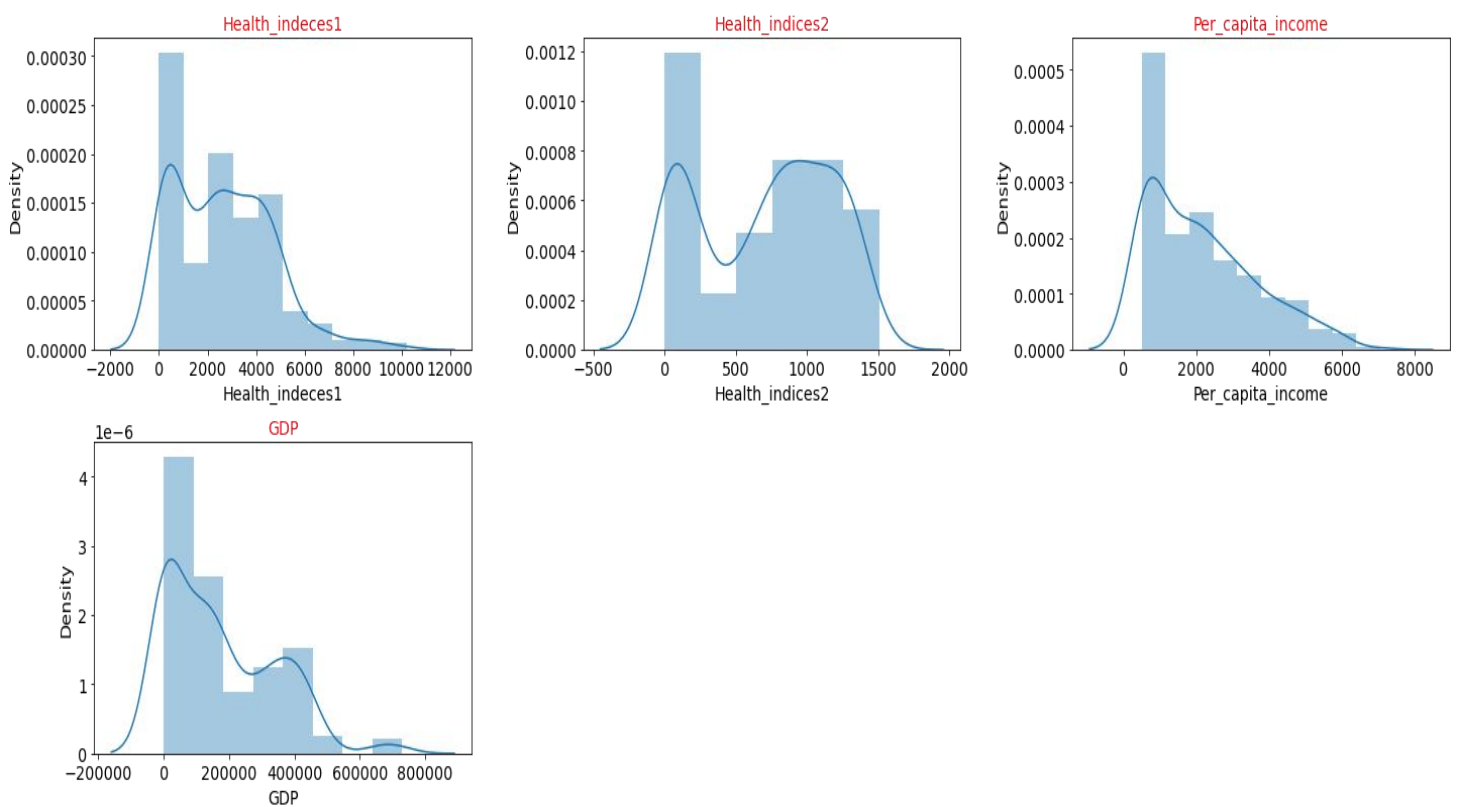 Health_indeces1
Density
0.00030
0.00025
0.00020
0.00015
0.00010
0.00005
0.00000
−2000 0 2000 4000 6000 8000 10000 12000
Health_indeces1
Health_indices2
Density
0.0012
0.0010
0.0008
0.0006
0.0004
0.0002
0.0000
−500 0 500 1000 1500 2000
Health_indices2
Per_capita_income
Density
0.0005
0.0004
0.0003
0.0002
0.0001
0.0000
0 2000 4000 6000 8000
Per_capita_income
GDP
1e−6
Density
4
3
2
1
0
−200000 0 200000 400000 600000 800000
GDP